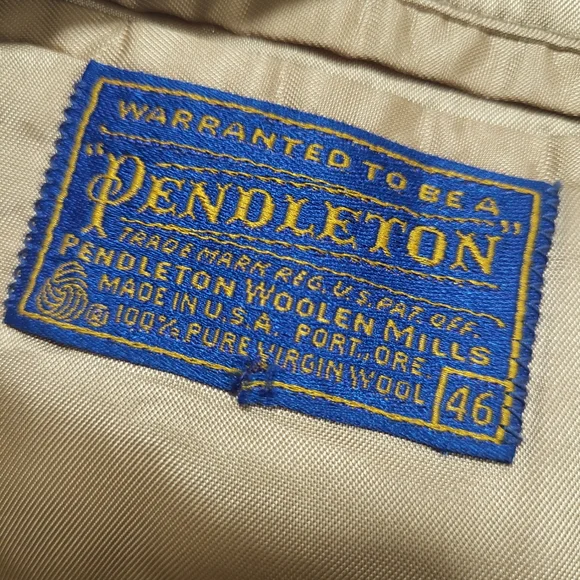 WARRANTED TO BE A
"PENDLETON"
TRADE MARK REG. U.S. PAT. OFF.
PENDLETON WOOLEN MILLS
MADE IN U.S.A. PORT., ORE.
® 100% PURE VIRGIN WOOL
46